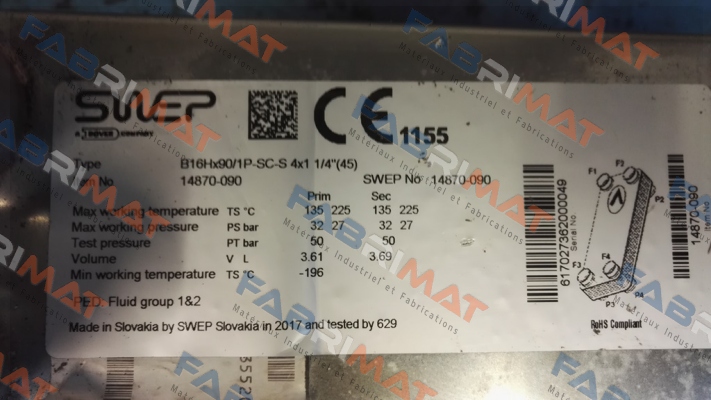 SWEP
A DOVER COMPANY
CE 1155
Type B16Hx90/1P-SC-S 4x1 1/4"(45)
No 14870-090 SWEP No 14870-090
Prim Sec
Max working temperature TS °C 135 225 135 225
Max working pressure PS bar 32 27 32 27
Test pressure PT bar 50 50
Volume V L 3.61 3.69
Min working temperature TS °C -196
PED: Fluid group 1&2
Made in Slovakia by SWEP Slovakia in 2017 and tested by 629
61702736200049
Serial No
F1
F2
P2
F3
F4
P3
P4
RoHS Compliant
14870-090
Item No
FABRIMAT
Matériaux Industriel et Fabrications